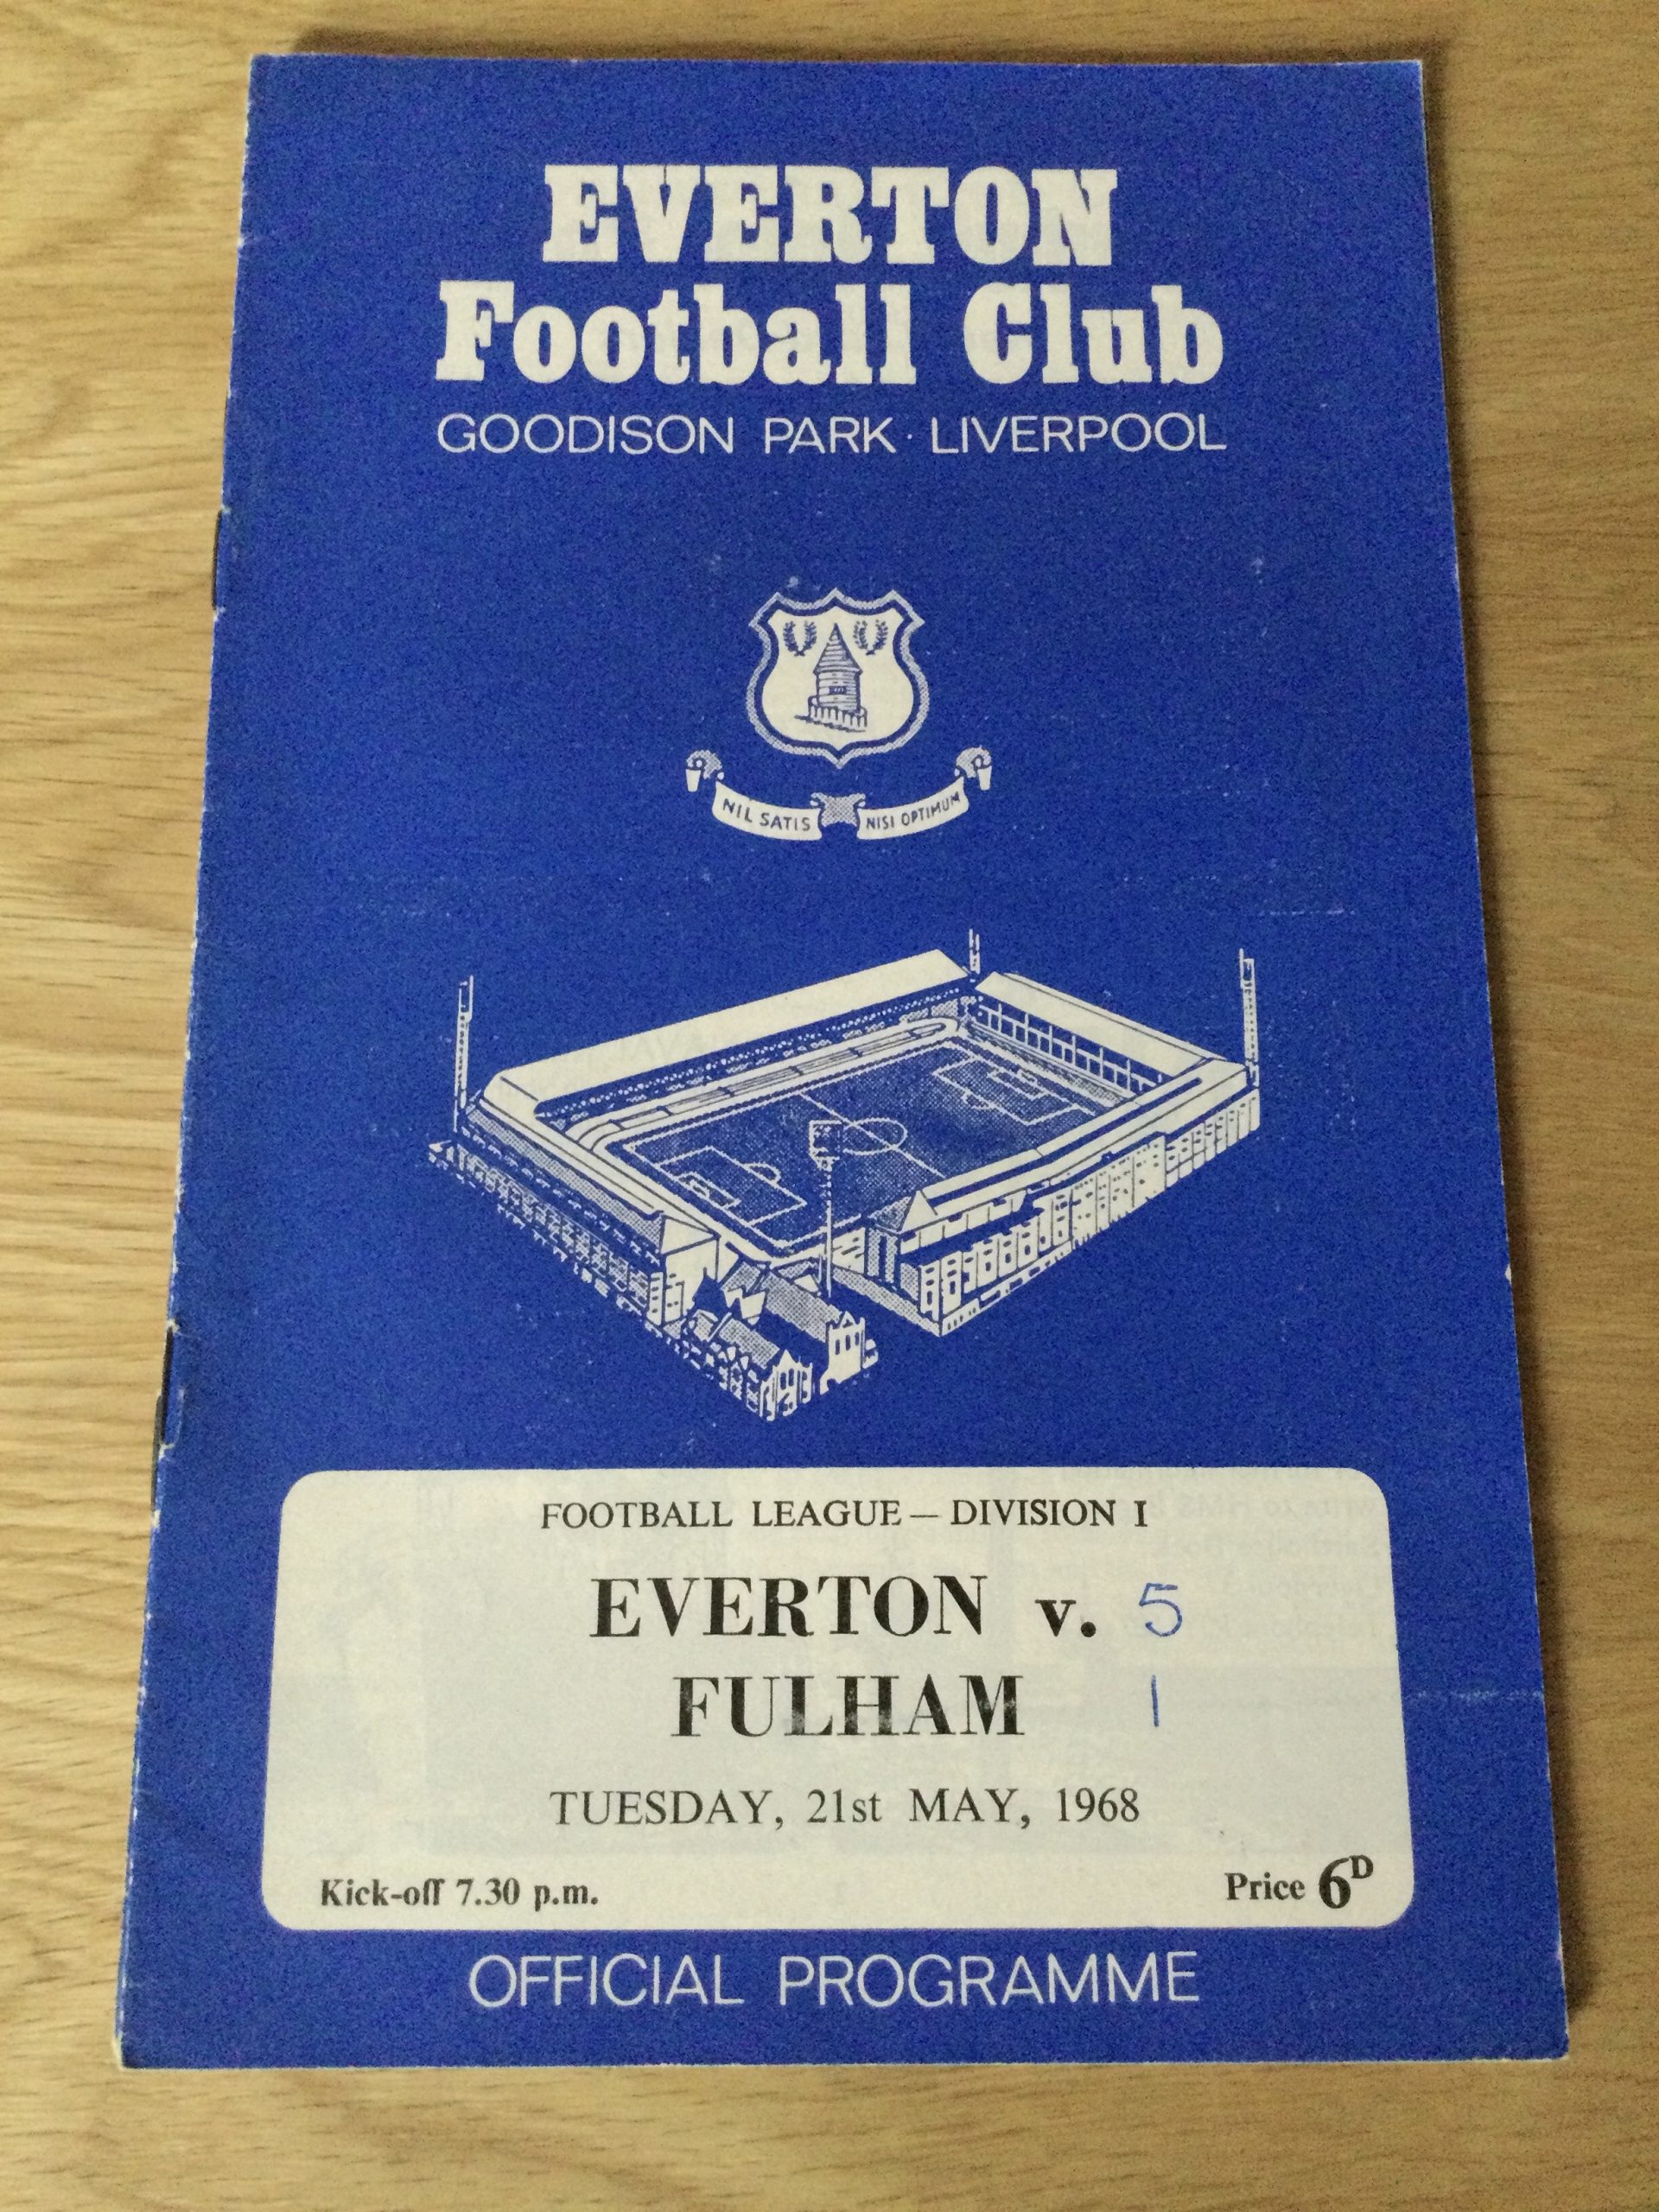 EVERTON
Football Club
GOODISON PARK · LIVERPOOL
NIL SATIS NISI OPTIMUM
FOOTBALL LEAGUE — DIVISION I
EVERTON v. 5
FULHAM 1
TUESDAY, 21st MAY, 1968
Kick-off 7.30 p.m. Price 6D
OFFICIAL PROGRAMME